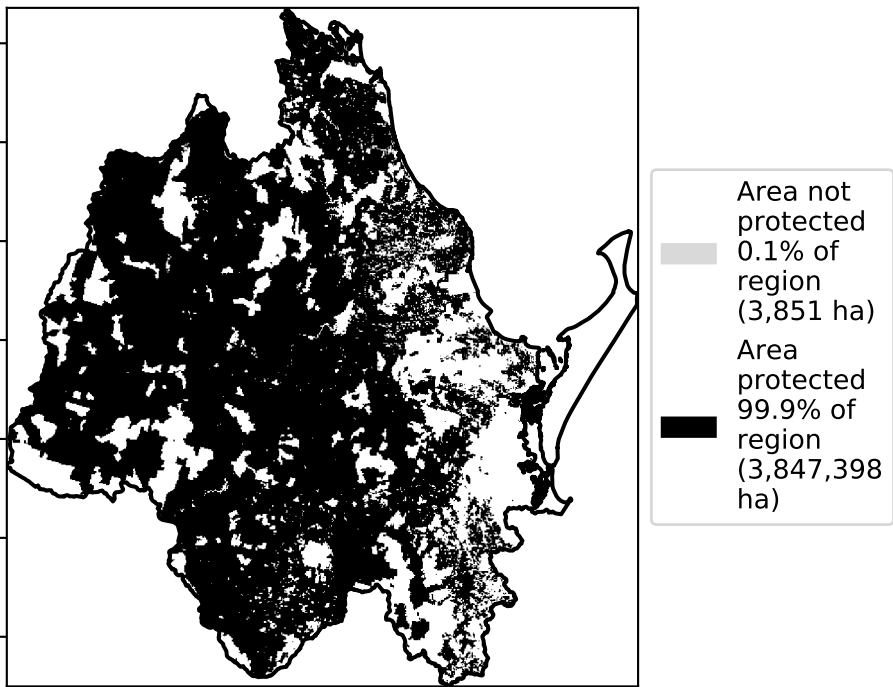 Area not
protected
0.1% of
region
(3,851 ha)
Area
protected
99.9% of
region
(3,847,398
ha)